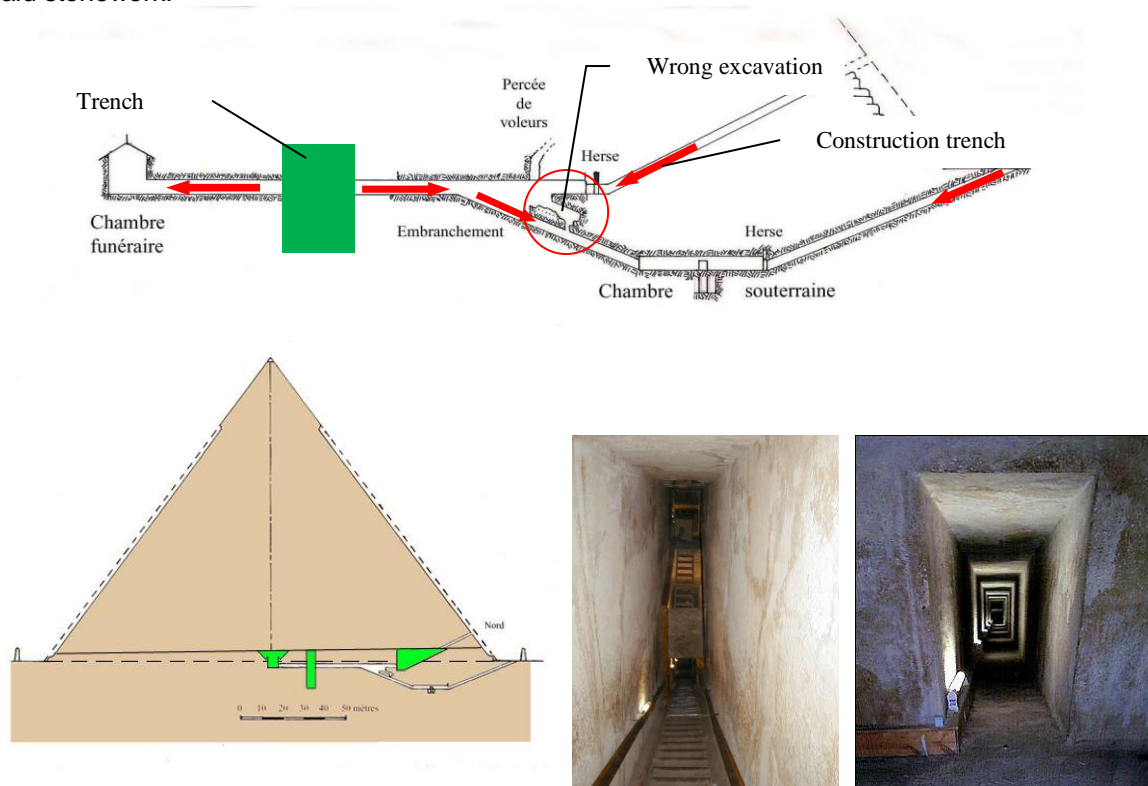 Wrong excavation
Trench
Percée
de
voleurs
Construction trench
Herse
Chambre
funéraire
Embranchement
Herse
Chambre souterraine
Nord
0 10 20 30 40 50 mètres